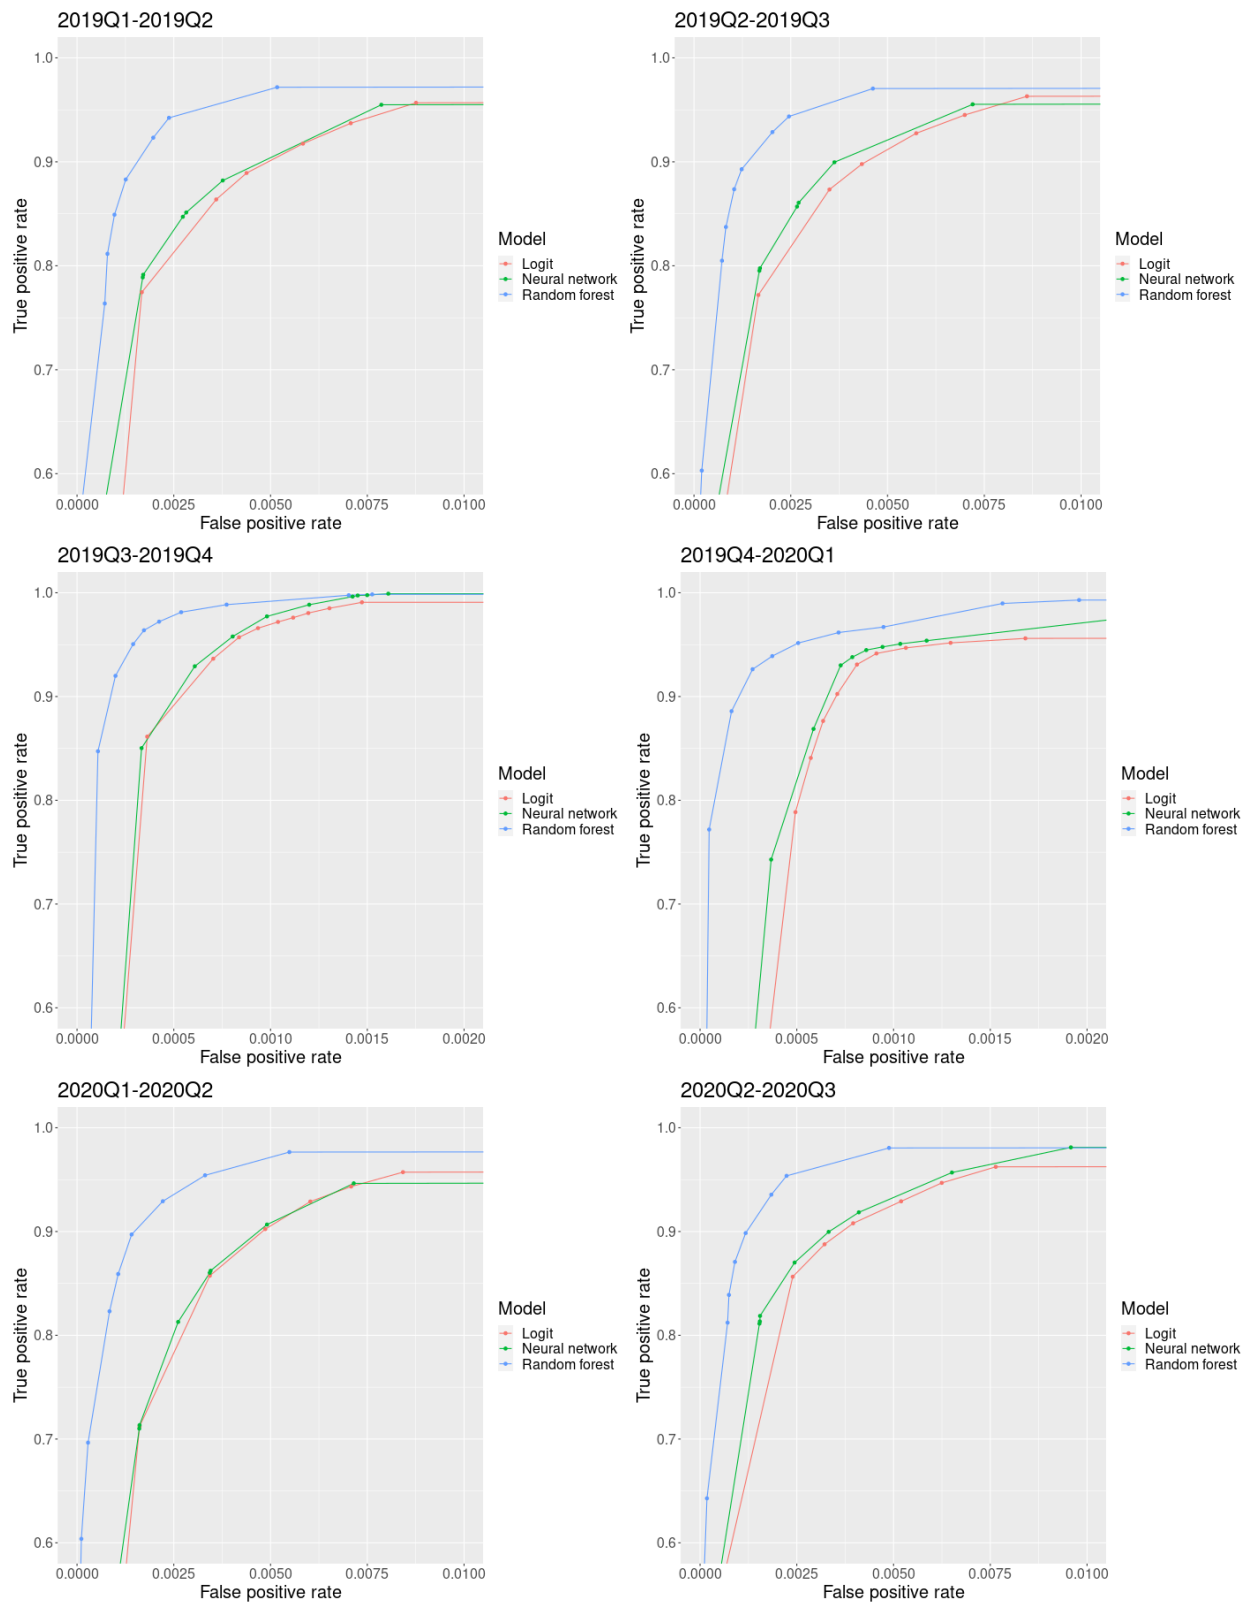 2019Q1-2019Q2
1.0
0.9
0.8
0.7
0.6
True positive rate
0.0000 0.0025 0.0050 0.0075 0.0100
False positive rate
Model
Logit
Neural network
Random forest
2019Q2-2019Q3
1.0
0.9
0.8
0.7
0.6
True positive rate
0.0000 0.0025 0.0050 0.0075 0.0100
False positive rate
Model
Logit
Neural network
Random forest
2019Q3-2019Q4
1.0
0.9
0.8
0.7
0.6
True positive rate
0.0000 0.0005 0.0010 0.0015 0.0020
False positive rate
Model
Logit
Neural network
Random forest
2019Q4-2020Q1
1.0
0.9
0.8
0.7
0.6
True positive rate
0.0000 0.0005 0.0010 0.0015 0.0020
False positive rate
Model
Logit
Neural network
Random forest
2020Q1-2020Q2
1.0
0.9
0.8
0.7
0.6
True positive rate
0.0000 0.0025 0.0050 0.0075 0.0100
False positive rate
Model
Logit
Neural network
Random forest
2020Q2-2020Q3
1.0
0.9
0.8
0.7
0.6
True positive rate
0.0000 0.0025 0.0050 0.0075 0.0100
False positive rate
Model
Logit
Neural network
Random forest